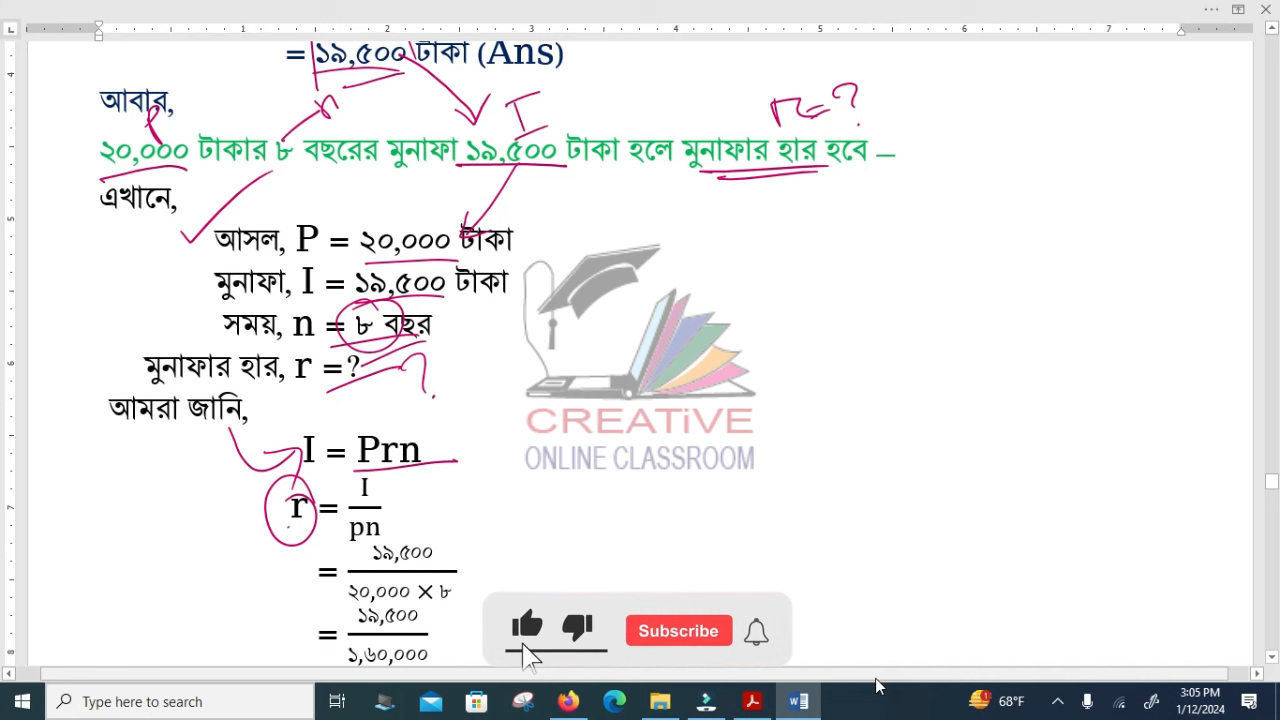 = ১৯,৫০০ টাকা (Ans)
আবার,
P n I r=?
২০,০০০ টাকার ৮ বছরের মুনাফা ১৯,৫০০ টাকা হলে মুনাফার হার হবে –
এখানে,
আসল, P = ২০,০০০ টাকা
মুনাফা, I = ১৯,৫০০ টাকা
সময়, n = ৮ বছর
মুনাফার হার, r =?
?
আমরা জানি,
I = Prn
r = I
pn
= ১৯,৫০০
২০,০০০ × ৮
= ১৯,৫০০
১,৬০,০০০
CREATiVE
ONLINE CLASSROOM
Subscribe
Type here to search
68°F
3:05 PM
1/12/2024